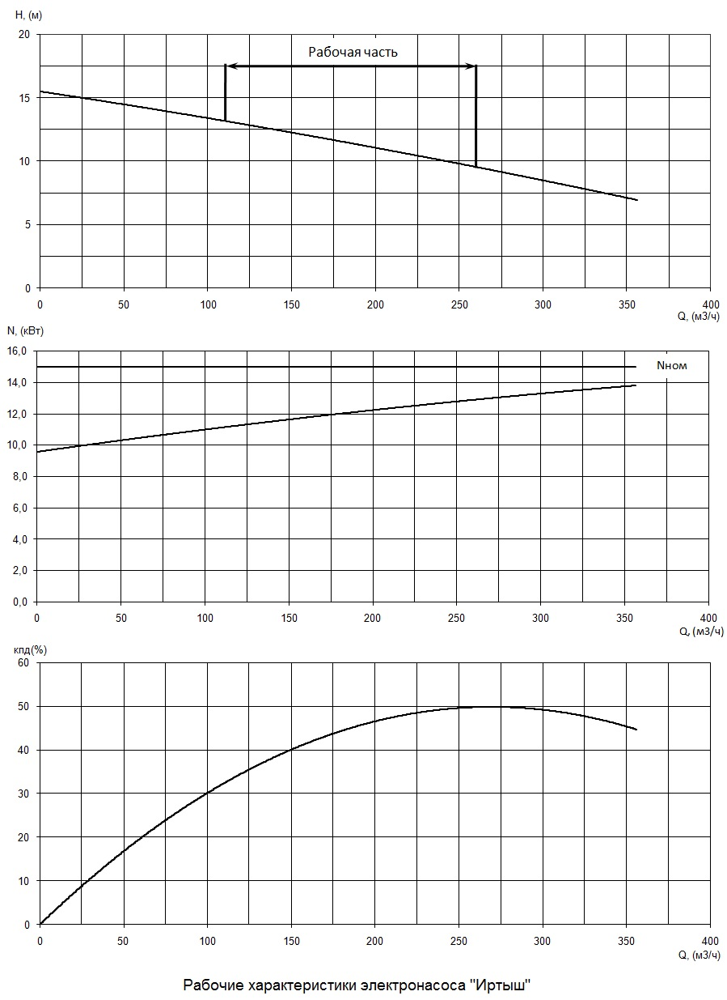 H, (м)
20
Рабочая часть
15
10
5
0
0 50 100 150 200 250 300 350 400
Q, (м3/ч)
N, (кВт)
16,0
Nном
14,0
12,0
10,0
8,0
6,0
4,0
2,0
0,0
0 50 100 150 200 250 300 350 400
Q, (м3/ч)
кпд(%)
60
50
40
30
20
10
0
0 50 100 150 200 250 300 350 400
Q, (м3/ч)
Рабочие характеристики электронасоса "Иртыш"